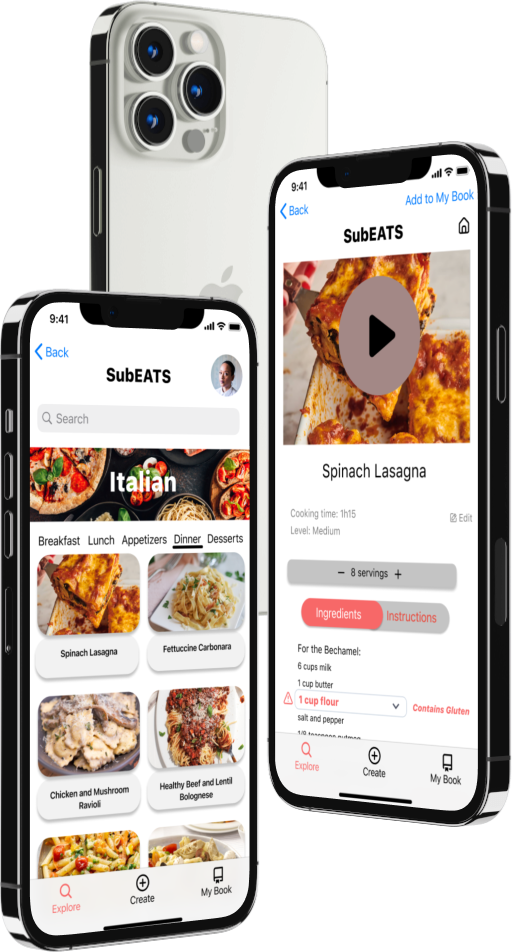 9:41
Back
Add to My Book
SubEATS
Spinach Lasagna
Cooking time: 1h15
Level: Medium
Edit
− 8 servings +
Ingredients
Instructions
For the Bechamel:
6 cups milk
1 cup butter
1 cup flour
Contains Gluten
salt and pepper
Explore
Create
My Book
9:41
Back
SubEATS
Search
Italian
Breakfast Lunch Appetizers Dinner Desserts
Spinach Lasagna
Fettuccine Carbonara
Chicken and Mushroom
Ravioli
Healthy Beef and Lentil
Bolognese
Explore
Create
My Book